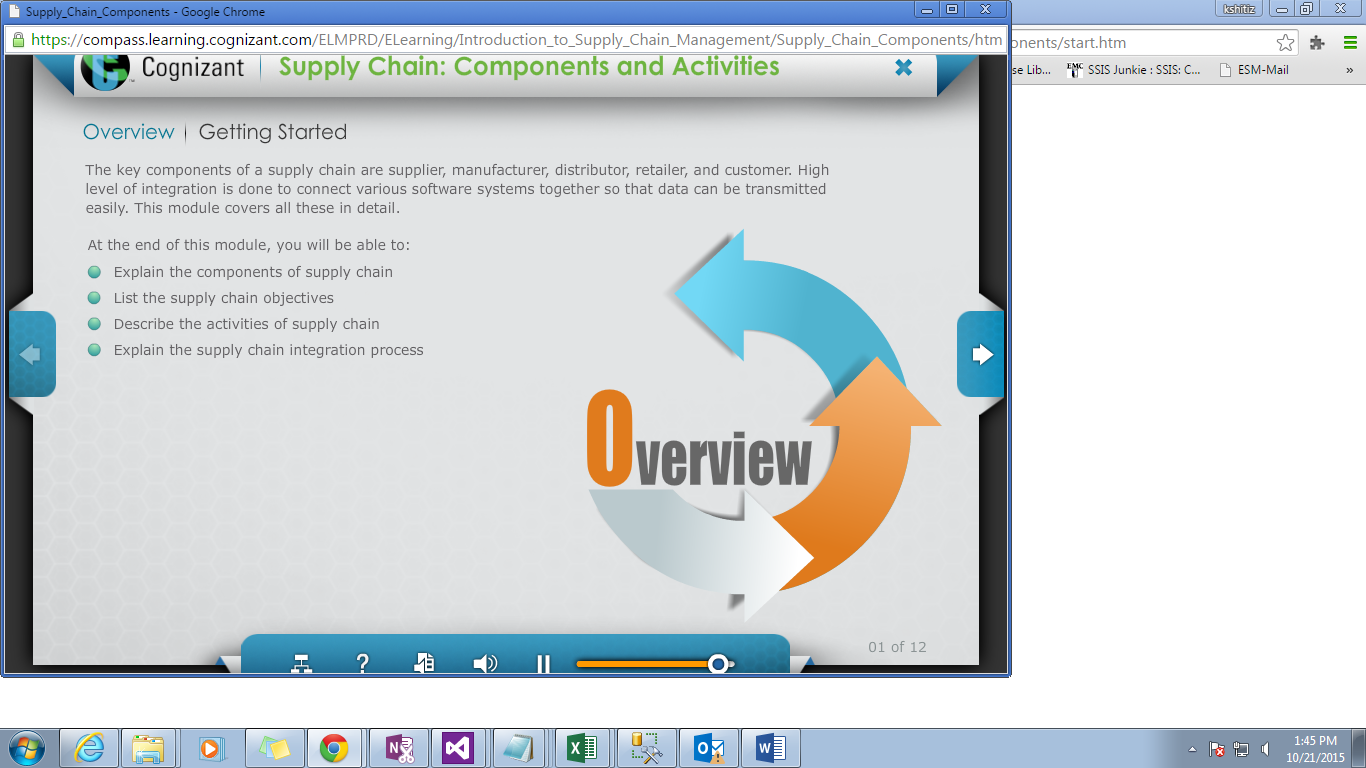 Supply_Chain_Components - Google Chrome
kshitiz
https://compass.learning.cognizant.com/ELMPRD/ELearning/Introduction_to_Supply_Chain_Management/Supply_Chain_Components/htm
onents/start.htm
se Lib...
EMC
SSIS Junkie : SSIS: C...
ESM-Mail
»
Cognizant
Supply Chain: Components and Activities
Overview | Getting Started
The key components of a supply chain are supplier, manufacturer, distributor, retailer, and customer. High
level of integration is done to connect various software systems together so that data can be transmitted
easily. This module covers all these in detail.
At the end of this module, you will be able to:
Explain the components of supply chain
List the supply chain objectives
Describe the activities of supply chain
Explain the supply chain integration process
Overview
01 of 12
?
1:45 PM
10/21/2015